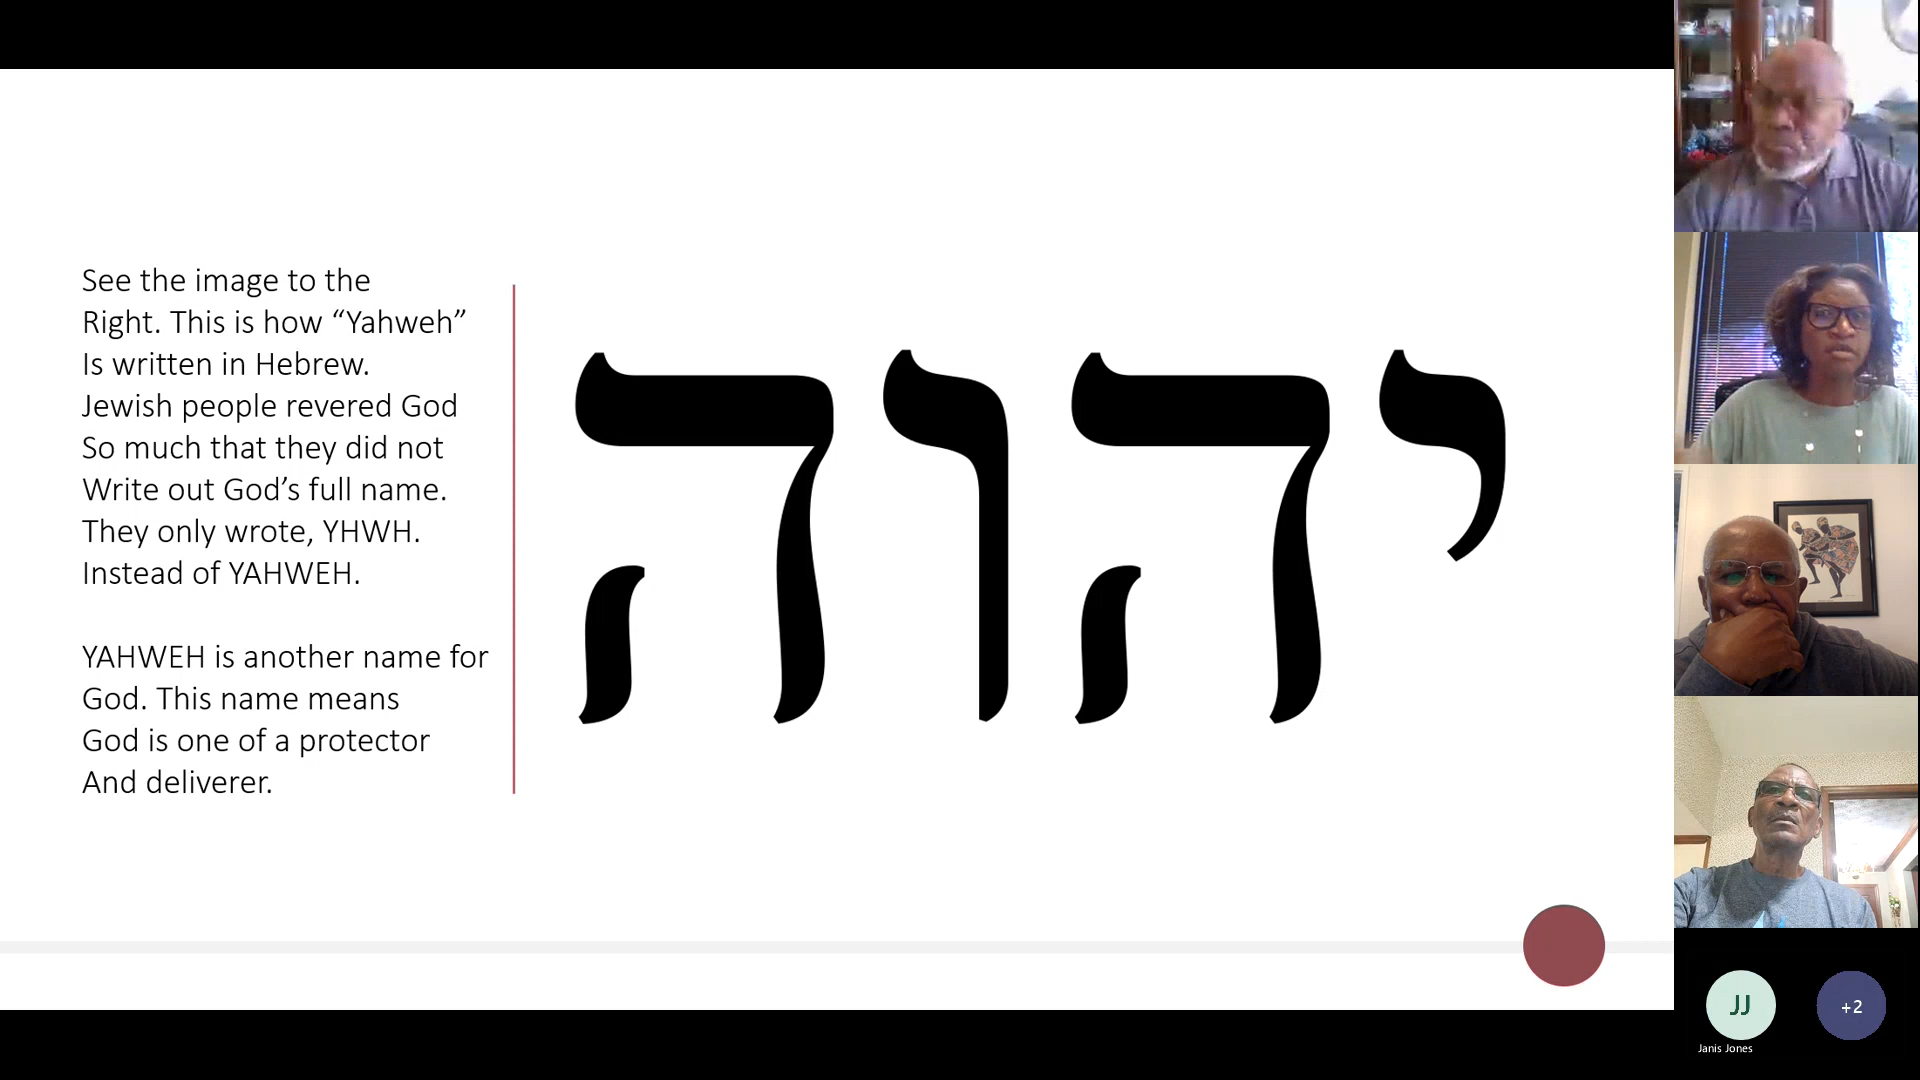 See the image to the
Right. This is how “Yahweh”
Is written in Hebrew.
Jewish people revered God
So much that they did not
Write out God’s full name.
They only wrote, YHWH.
Instead of YAHWEH.
YAHWEH is another name for
God. This name means
God is one of a protector
And deliverer.
יהוה
JJ
+2
Janis Jones